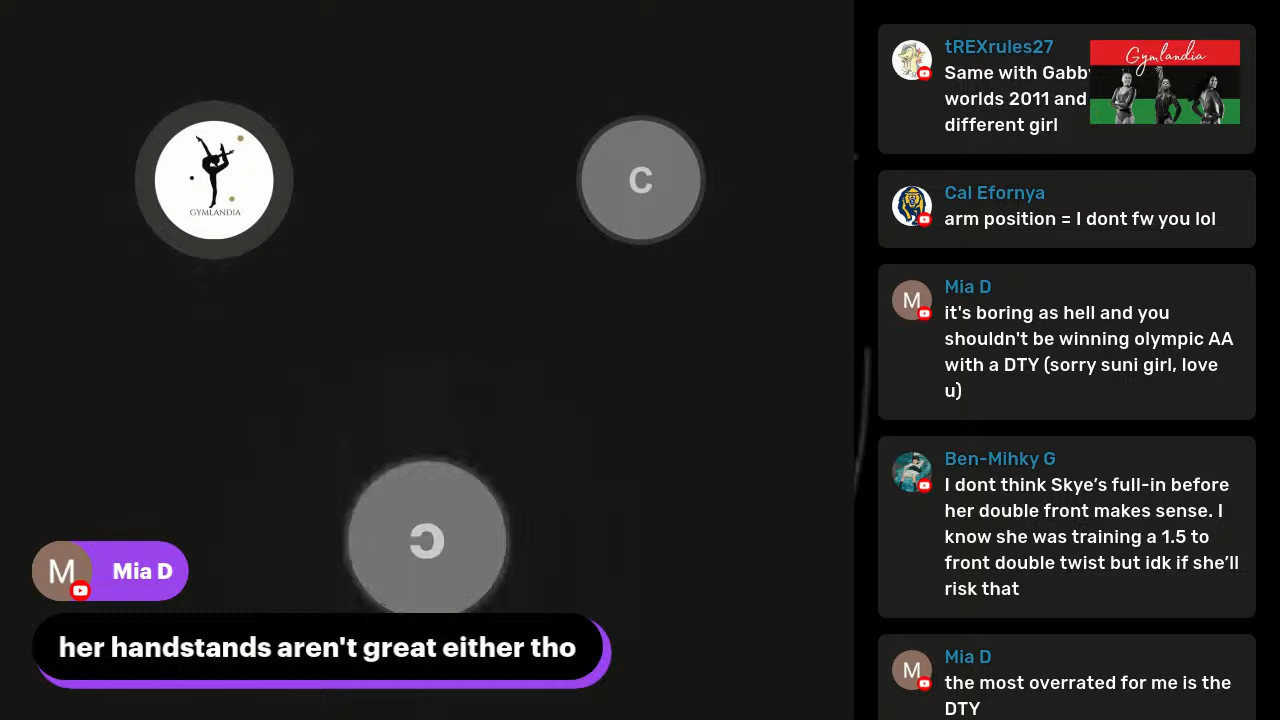 GYMLANDIA
C
ɔ
M
Mia D
her handstands aren't great either tho
tREXrules27
Same with Gabby
worlds 2011 and
different girl
Gymlandia
Cal Efornya
arm position = I dont fw you lol
M
Mia D
it's boring as hell and you
shouldn't be winning olympic AA
with a DTY (sorry suni girl, love
u)
Ben-Mihky G
I dont think Skye’s full-in before
her double front makes sense. I
know she was training a 1.5 to
front double twist but idk if she’ll
risk that
M
Mia D
the most overrated for me is the
DTY